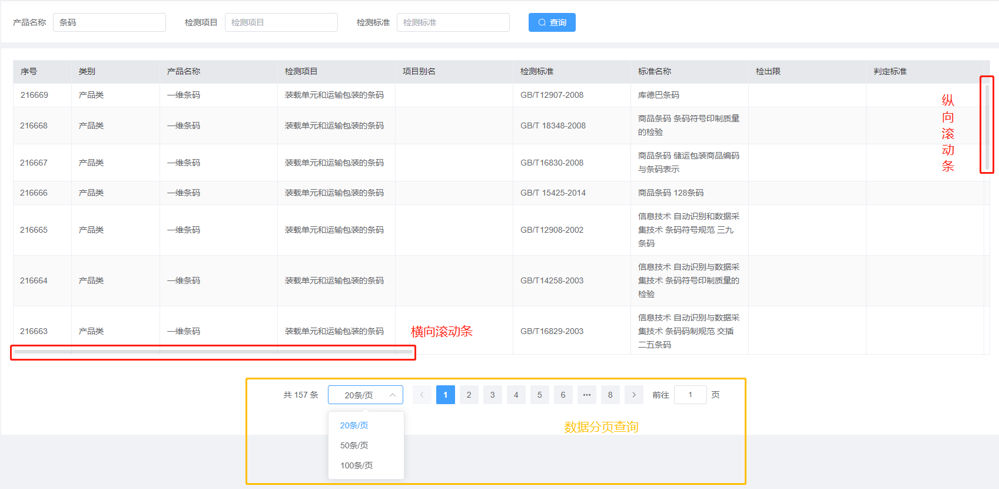 产品名称 条码 检测项目 检测项目 检测标准 检测标准 查询
序号 类别 产品名称 检测项目 项目别名 检测标准 标准名称 检出限 判定标准
216669 产品类 一维条码 装载单元和运输包装的条码 GB/T12907-2008 库德巴条码
216668 产品类 一维条码 装载单元和运输包装的条码 GB/T 18348-2008 商品条码 条码符号印制质量
的检验
216667 产品类 一维条码 装载单元和运输包装的条码 GB/T16830-2008 商品条码 储运包装商品编码
与条码表示
216666 产品类 一维条码 装载单元和运输包装的条码 GB/T 15425-2014 商品条码 128条码
216665 产品类 一维条码 装载单元和运输包装的条码 GB/T12908-2002 信息技术 自动识别和数据采
集技术 条码符号规范 三九
条码
216664 产品类 一维条码 装载单元和运输包装的条码 GB/T14258-2003 信息技术 自动识别与数据采
集技术 条码符号印制质量的
检验
216663 产品类 一维条码 装载单元和运输包装的条码 GB/T16829-2003 信息技术 自动识别与数据采
集技术 条码码制规范 交插
二五条码
纵向滚动条
横向滚动条
共 157 条 20条/页 1 2 3 4 5 6 ••• 8 前往 1 页
20条/页
50条/页
100条/页
数据分页查询